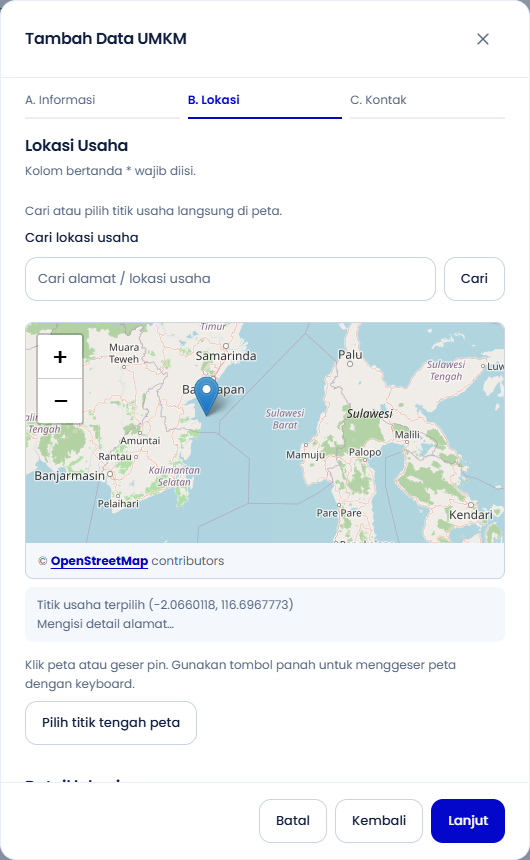 Tambah Data UMKM
A. Informasi
B. Lokasi
C. Kontak
Lokasi Usaha
Kolom bertanda * wajib diisi.
Cari atau pilih titik usaha langsung di peta.
Cari lokasi usaha
Cari alamat / lokasi usaha
Cari
+
−
Timur
Muara
Teweh
Samarinda
Palu
Sulawesi
Tengah
Tengah
Sulawesi
Barat
Sulawesi
Amuntai
Rantau
Malili
Mamuju
Palopo
Banjarmasin
Kalimantan
Selatan
Pelaihari
Pare Pare
Kendari
© OpenStreetMap contributors
Titik usaha terpilih (-2.0660118, 116.6967773)
Mengisi detail alamat...
Klik peta atau geser pin. Gunakan tombol panah untuk menggeser peta
dengan keyboard.
Pilih titik tengah peta
Batal
Kembali
Lanjut